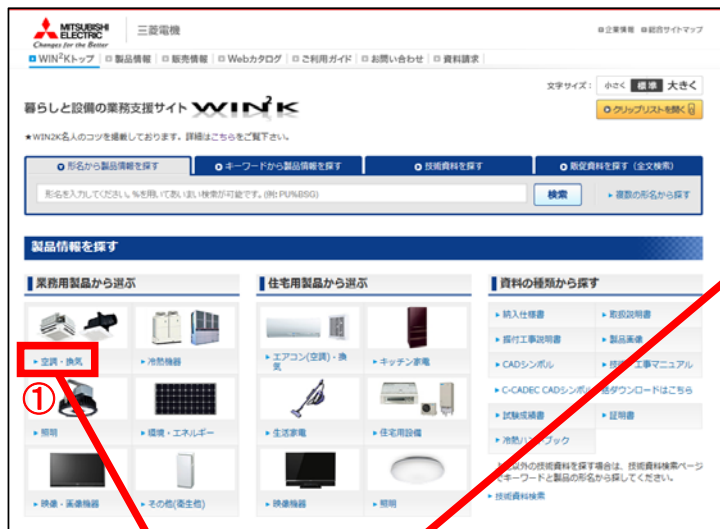 MITSUBISHI
ELECTRIC
Changes for the Better
三菱電機
企業情報 総合サイトマップ
WIN²Kトップ 製品情報 販売情報 Webカタログ ご利用ガイド お問い合わせ 資料請求
文字サイズ： 小さく 標準 大きく
暮らしと設備の業務支援サイト WIN²K
クリップリストを開く
★WIN2K名人のコツを掲載しております。詳細はこちらをご覧下さい。
形名から製品情報を探す キーワードから製品情報を探す 技術資料を探す 販促資料を探す（全文検索）
形名を入力してください。%を用いてあいまい検索が可能です。(例: PU%BSG) 検索 複数の形名から探す
製品情報を探す
業務用製品から選ぶ 住宅用製品から選ぶ 資料の種類から探す
納入仕様書 取扱説明書
据付工事説明書 製品画像
空調・換気 冷熱機器 エアコン(空調)・換気 キッチン家電
CADシンボル 技術 工事マニュアル
①
C-CADEC CADシンボル 括ダウンロードはこちら
試験成績書 証明書
照明 環境・エネルギー 生活家電 住宅用設備
冷熱ハンドブック
以外の技術資料を探す場合は、技術資料検索ページ
でキーワードと製品の形名から探してください。
技術資料検索
映像・画像機器 その他(衛生他) 映像機器 照明